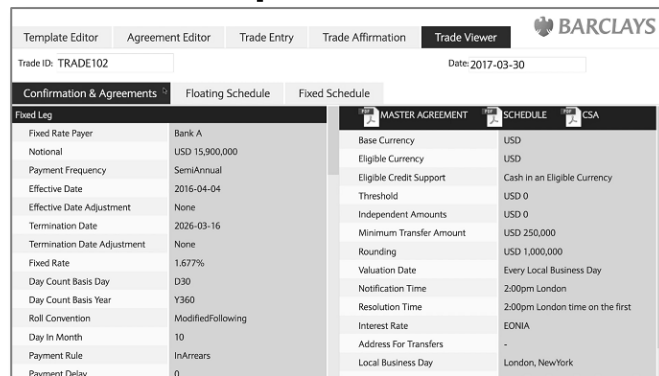 BARCLAYS
Template Editor Agreement Editor Trade Entry Trade Affirmation Trade Viewer
Trade ID: TRADE102 Date: 2017-03-30
Confirmation & Agreements Floating Schedule Fixed Schedule
Fixed Leg
Fixed Rate Payer Bank A
Notional USD 15,900,000
Payment Frequency SemiAnnual
Effective Date 2016-04-04
Effective Date Adjustment None
Termination Date 2026-03-16
Termination Date Adjustment None
Fixed Rate 1.677%
Day Count Basis Day D30
Day Count Basis Year Y360
Roll Convention ModifiedFollowing
Day In Month 10
Payment Rule InArrears
Payment Delay 0
MASTER AGREEMENT SCHEDULE CSA
Base Currency USD
Eligible Currency USD
Eligible Credit Support Cash in an Eligible Currency
Threshold USD 0
Independent Amounts USD 0
Minimum Transfer Amount USD 250,000
Rounding USD 1,000,000
Valuation Date Every Local Business Day
Notification Time 2:00pm London
Resolution Time 2:00pm London time on the first
Interest Rate EONIA
Address For Transfers -
Local Business Day London, NewYork